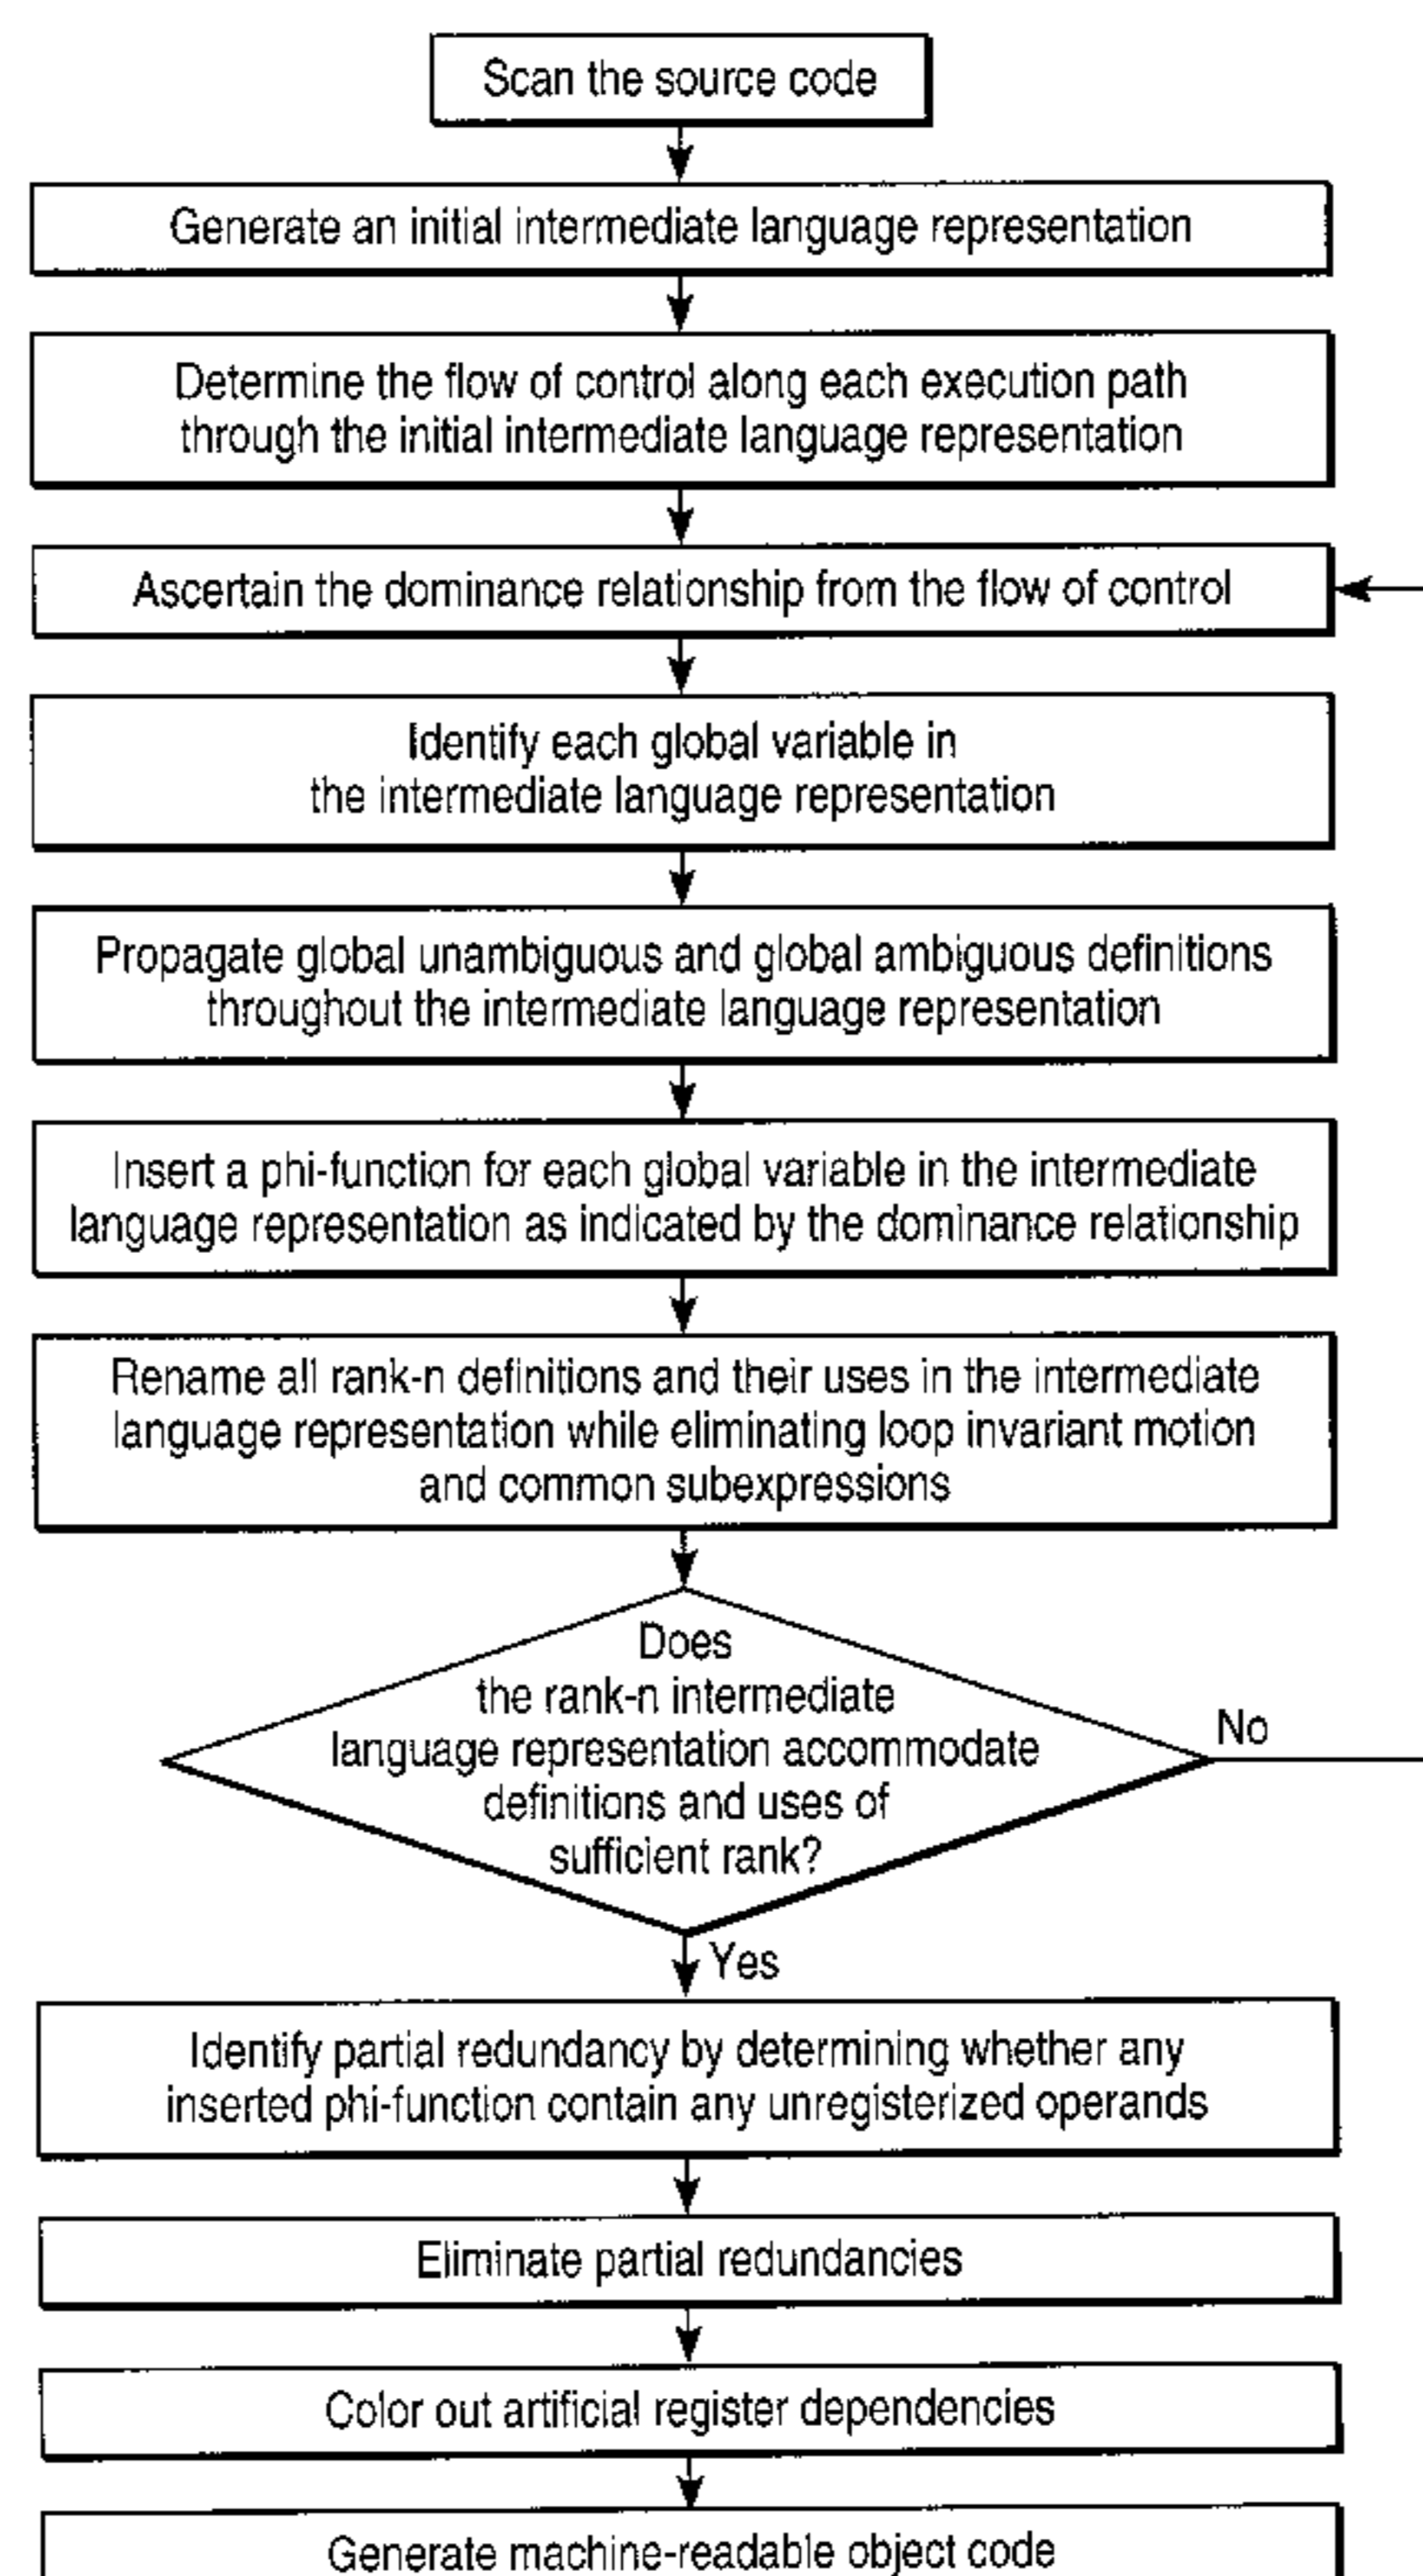 Scan the source code
Generate an initial intermediate language representation
Determine the flow of control along each execution path
through the initial intermediate language representation
Ascertain the dominance relationship from the flow of control
Identify each global variable in
the intermediate language representation
Propagate global unambiguous and global ambiguous definitions
throughout the intermediate language representation
Insert a phi-function for each global variable in the intermediate
language representation as indicated by the dominance relationship
Rename all rank-n definitions and their uses in the intermediate
language representation while eliminating loop invariant motion
and common subexpressions
Does
the rank-n intermediate
language representation accommodate
definitions and uses of
sufficient rank?
No
Yes
Identify partial redundancy by determining whether any
inserted phi-function contain any unregisterized operands
Eliminate partial redundancies
Color out artificial register dependencies
Generate machine-readable object code